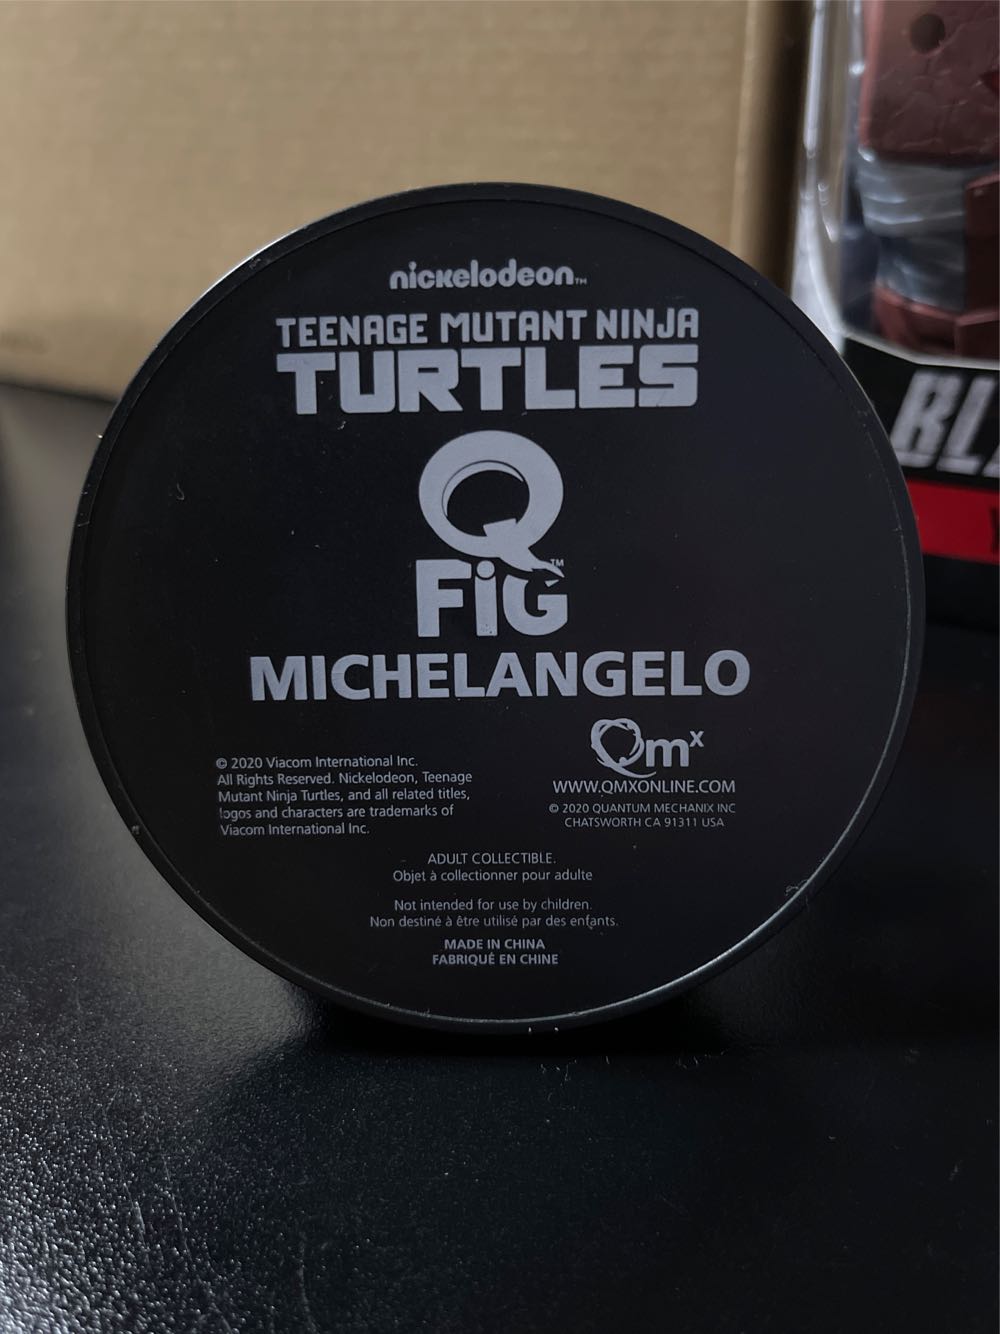 nickelodeon™
TEENAGE MUTANT NINJA
TURTLES
Q
FiG™
MICHELANGELO
© 2020 Viacom International Inc.
All Rights Reserved. Nickelodeon, Teenage
Mutant Ninja Turtles, and all related titles,
logos and characters are trademarks of
Viacom International Inc.
Qmx
WWW.QMXONLINE.COM
© 2020 QUANTUM MECHANIX INC
CHATSWORTH CA 91311 USA
ADULT COLLECTIBLE.
Objet à collectionner pour adulte
Not intended for use by children.
Non destiné à être utilisé par des enfants.
MADE IN CHINA
FABRIQUÉ EN CHINE
BL